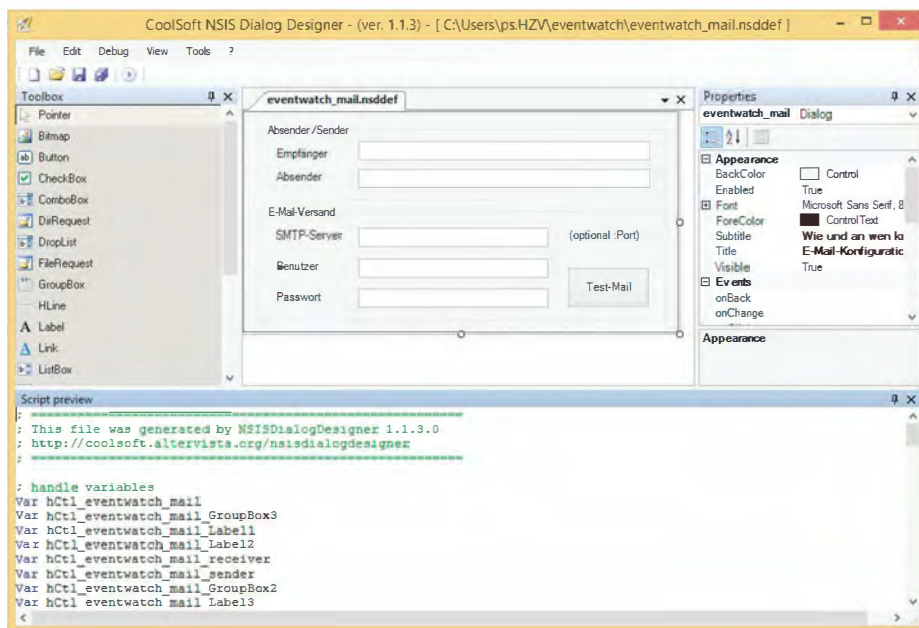 CoolSoft NSIS Dialog Designer - (ver. 1.1.3) - [ C:\Users\ps.HZV\eventwatch\eventwatch_mail.nsddef ]
File Edit Debug View Tools ?
Toolbox
Pointer
Bitmap
Button
CheckBox
ComboBox
DirRequest
DropList
FileRequest
GroupBox
HLine
Label
Link
ListBox
eventwatch_mail.nsddef
Absender/Sender
Empfänger
Absender
E-Mail-Versand
SMTP-Server
(optional :Port)
Benutzer
Passwort
Test-Mail
Properties
eventwatch_mail Dialog
Appearance
BackColor Control
Enabled True
Font Microsoft Sans Serif, 8
ForeColor ControlText
Subtitle Wie und an wen
Title E-Mail-Konfiguratic
Visible True
Events
onBack
onChange
Appearance
Script preview
; ============================================================
; This file was generated by NSISDialogDesigner 1.1.3.0
; http://coolsoft.altervista.org/nsisdialogdesigner
; ============================================================
; handle variables
Var hCtl_eventwatch_mail
Var hCtl_eventwatch_mail_GroupBox3
Var hCtl_eventwatch_mail_Label1
Var hCtl_eventwatch_mail_Label2
Var hCtl_eventwatch_mail_receiver
Var hCtl_eventwatch_mail_sender
Var hCtl_eventwatch_mail_GroupBox2
Var hCtl_eventwatch_mail_Label3